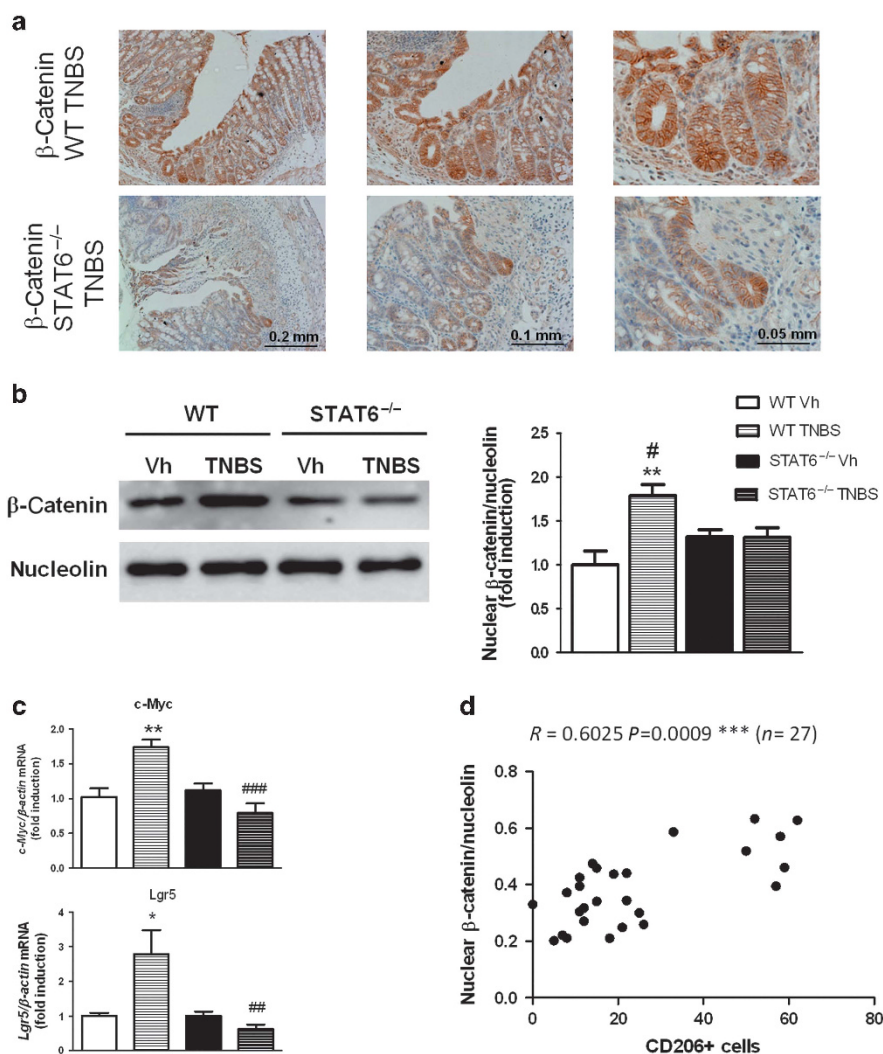 a
β-Catenin
WT TNBS
β-Catenin
STAT6−/−
TNBS
0.2 mm
0.1 mm
0.05 mm
b
WT
STAT6−/−
Vh
TNBS
Vh
TNBS
β-Catenin
Nucleolin
Nuclear β-catenin/nucleolin
(fold induction)
2.5
2.0
1.5
1.0
0.5
0.0
#
**
WT Vh
WT TNBS
STAT6−/− Vh
STAT6−/− TNBS
c
c-Myc
c-Myc/β-actin mRNA
(fold induction)
2.0
1.5
1.0
0.5
0.0
**
###
Lgr5
Lgr5/β-actin mRNA
(fold induction)
4
3
2
1
0
*
##
d
R = 0.6025 P=0.0009 *** (n= 27)
Nuclear β-catenin/nucleolin
0.8
0.6
0.4
0.2
0.0
0
20
40
60
80
CD206+ cells